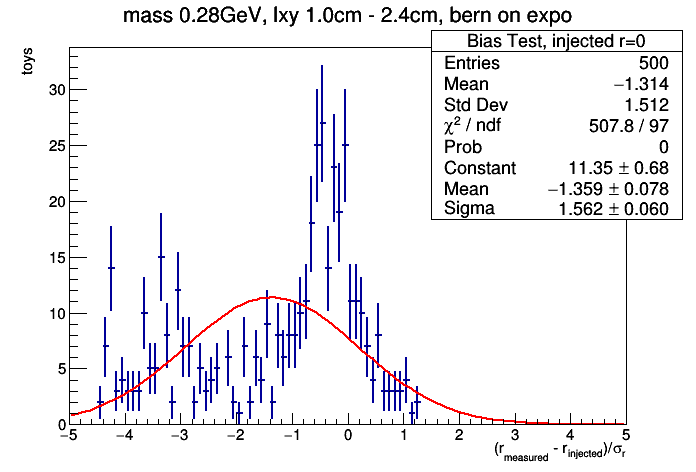 mass 0.28GeV, lxy 1.0cm - 2.4cm, bern on expo
Bias Test, injected r=0
Entries 500
Mean −1.314
Std Dev 1.512
χ² / ndf 507.8 / 97
Prob 0
Constant 11.35 ± 0.68
Mean −1.359 ± 0.078
Sigma 1.562 ± 0.060
toys
30
25
20
15
10
5
0
−5 −4 −3 −2 −1 0 1 2 3 4 5
(r_measured - r_injected)/σ_r